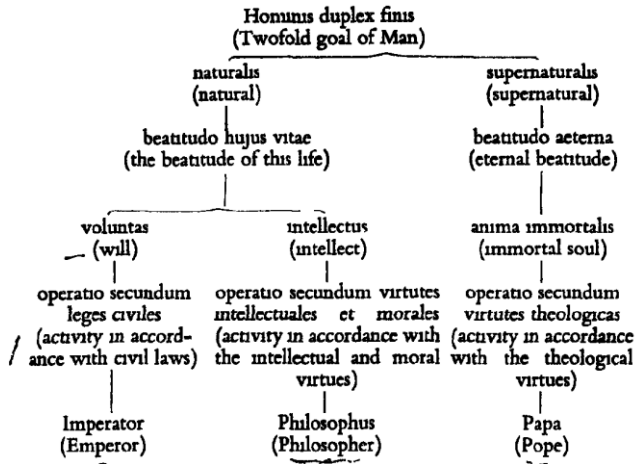 Hominis duplex finis
(Twofold goal of Man)
naturalis
(natural)
supernaturalis
(supernatural)
beatitudo hujus vitae
(the beatitude of this life)
beatitudo aeterna
(eternal beatitude)
voluntas
(will)
intellectus
(intellect)
anima immortalis
(immortal soul)
operatio secundum
leges civiles
(activity in accord-
ance with civil laws)
operatio secundum virtutes
intellectuales et morales
(activity in accordance with
the intellectual and moral
virtues)
operatio secundum
virtutes theologicas
(activity in accordance
with the theological
virtues)
Imperator
(Emperor)
Philosophus
(Philosopher)
Papa
(Pope)